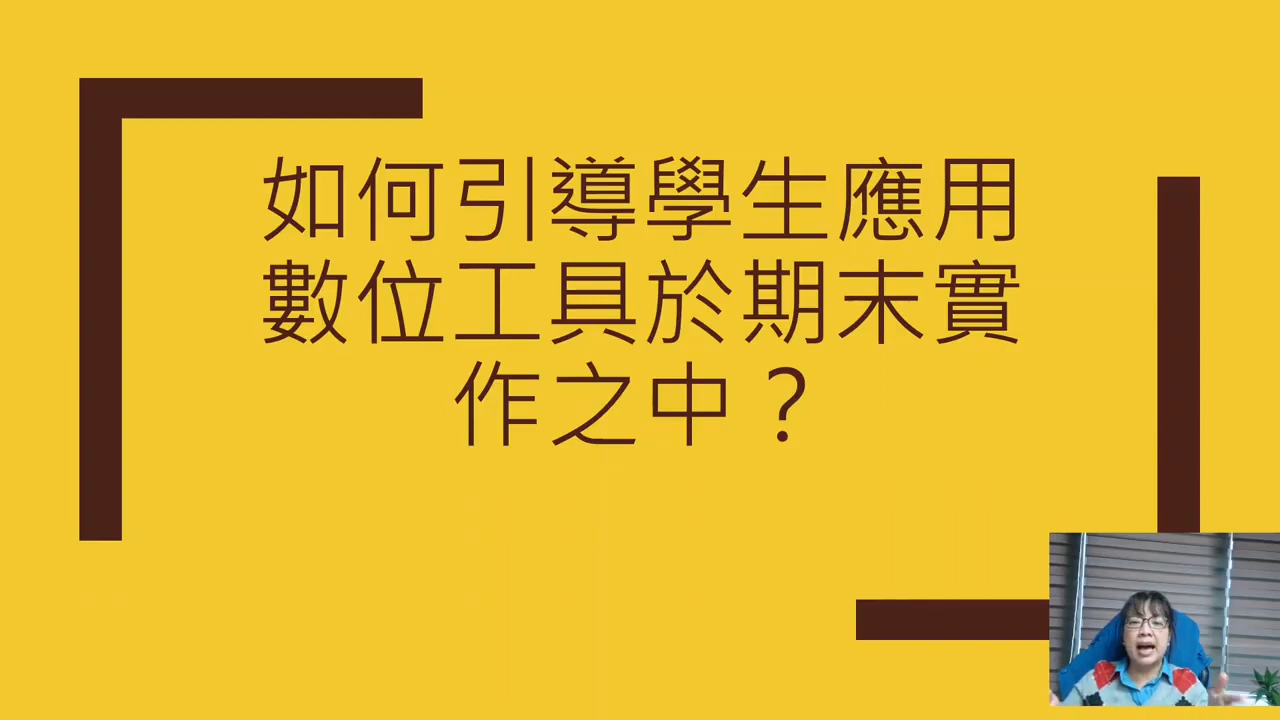 如何引導學生應用
數位工具於期末實
作之中？